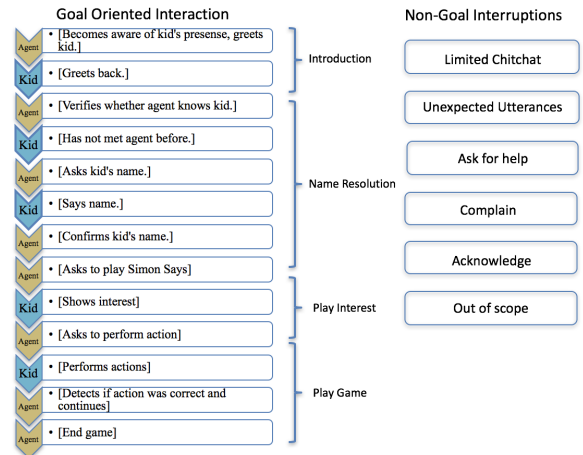 Goal Oriented Interaction
Agent
• [Becomes aware of kid's presense, greets
kid.]
Kid
• [Greets back.]
Introduction
Agent
• [Verifies whether agent knows kid.]
Kid
• [Has not met agent before.]
Agent
• [Asks kid's name.]
Kid
• [Says name.]
Agent
• [Confirms kid's name.]
Agent
• [Asks to play Simon Says]
Name Resolution
Kid
• [Shows interest]
Agent
• [Asks to perform action]
Play Interest
Kid
• [Performs actions]
Agent
• [Detects if action was correct and
continues]
Agent
• [End game]
Play Game
Non-Goal Interruptions
Limited Chitchat
Unexpected Utterances
Ask for help
Complain
Acknowledge
Out of scope